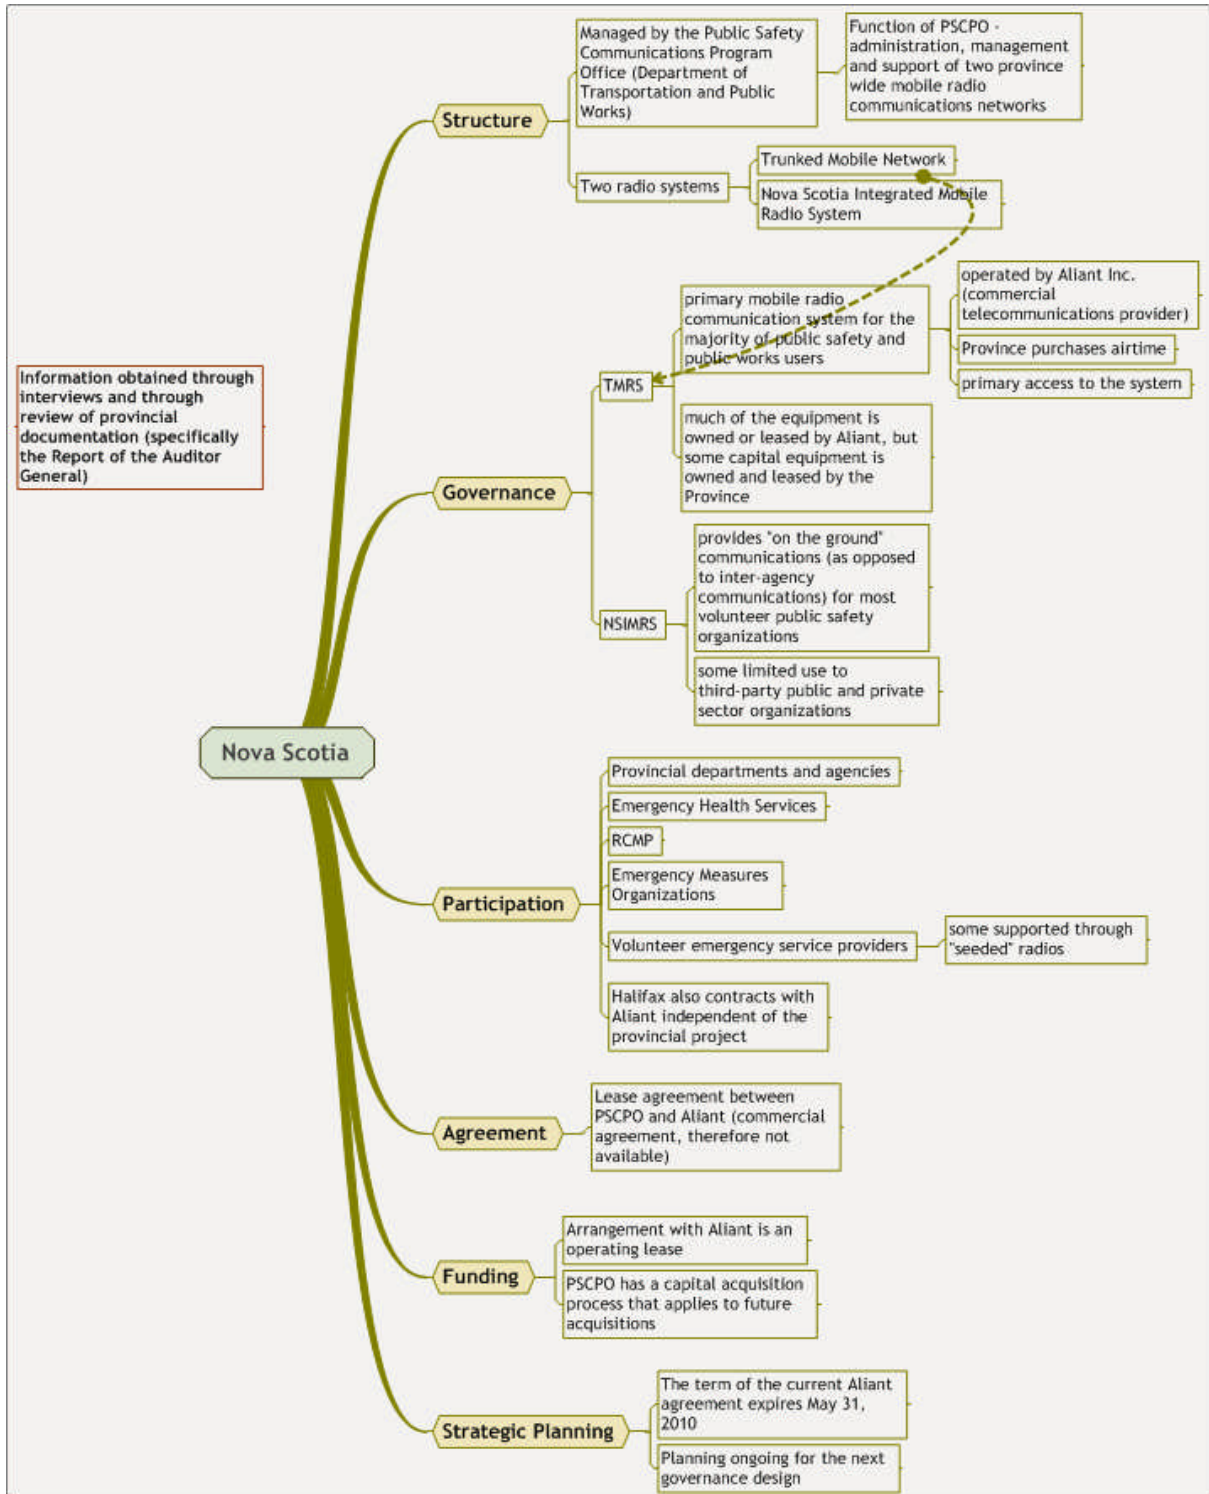 Managed by the Public Safety
Communications Program
Office (Department of
Transportation and Public
Works)
Function of PSCPO -
administration, management
and support of two province
wide mobile radio
communications networks
Structure
Two radio systems
Trunked Mobile Network
Nova Scotia Integrated Mobile
Radio System
Information obtained through
interviews and through
review of provincial
documentation (specifically
the Report of the Auditor
General)
Governance
TMRS
primary mobile radio
communication system for the
majority of public safety and
public works users
operated by Aliant Inc.
(commercial
telecommunications provider)
Province purchases airtime
primary access to the system
much of the equipment is
owned or leased by Aliant, but
some capital equipment is
owned and leased by the
Province
NSIMRS
provides "on the ground"
communications (as opposed
to inter-agency
communications) for most
volunteer public safety
organizations
some limited use to
third-party public and private
sector organizations
Nova Scotia
Participation
Provincial departments and agencies
Emergency Health Services
RCMP
Emergency Measures
Organizations
Volunteer emergency service providers
some supported through
"seeded" radios
Halifax also contracts with
Aliant independent of the
provincial project
Agreement
Lease agreement between
PSCPO and Aliant (commercial
agreement, therefore not
available)
Funding
Arrangement with Aliant is an
operating lease
PSCPO has a capital acquisition
process that applies to future
acquisitions
Strategic Planning
The term of the current Aliant
agreement expires May 31,
2010
Planning ongoing for the next
governance design